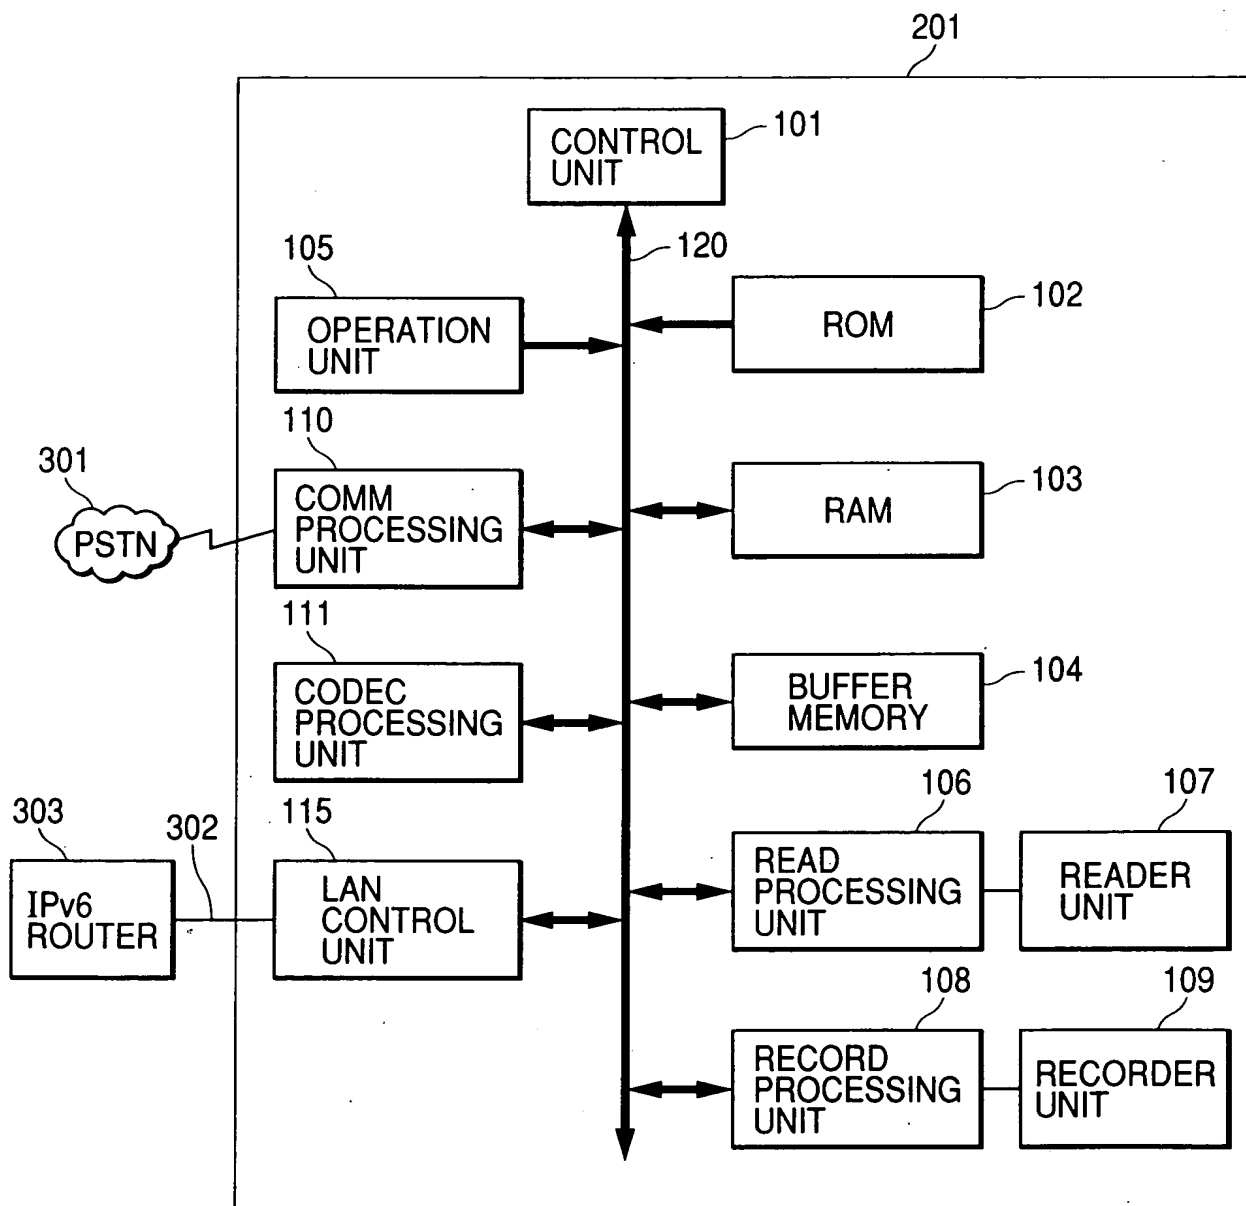 201
CONTROL
UNIT
101
120
105
OPERATION
UNIT
ROM
102
110
301
PSTN
COMM
PROCESSING
UNIT
RAM
103
111
CODEC
PROCESSING
UNIT
BUFFER
MEMORY
104
303
302
115
IPv6
ROUTER
LAN
CONTROL
UNIT
106
107
READ
PROCESSING
UNIT
READER
UNIT
108
109
RECORD
PROCESSING
UNIT
RECORDER
UNIT